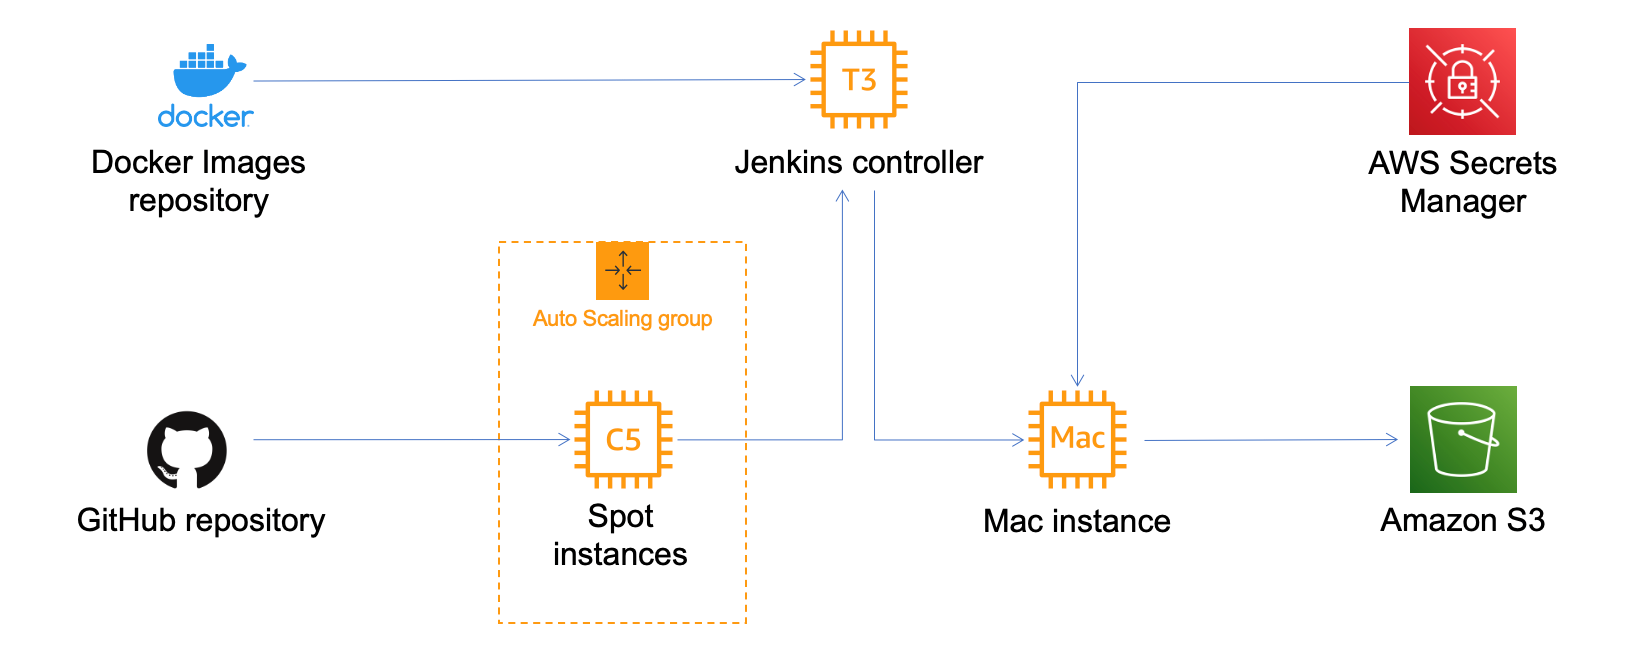 docker
Docker Images
repository
T3
Jenkins controller
AWS Secrets
Manager
Auto Scaling group
GitHub repository
C5
Spot
instances
Mac
Mac instance
Amazon S3